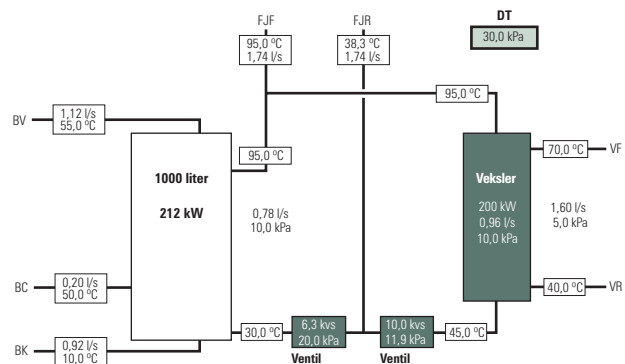 FJF
FJR
DT
95,0 ºC
1,74 l/s
38,3 ºC
1,74 l/s
30,0 kPa
95,0 ºC
BV
1,12 l/s
55,0 ºC
95,0 ºC
70,0 ºC
VF
1000 liter
212 kW
0,78 l/s
10,0 kPa
Veksler
200 kW
0,96 l/s
10,0 kPa
1,60 l/s
5,0 kPa
BC
0,20 l/s
50,0 ºC
40,0 ºC
VR
BK
0,92 l/s
10,0 ºC
30,0 ºC
6,3 kvs
20,0 kPa
Ventil
10,0 kvs
11,9 kPa
Ventil
45,0 ºC